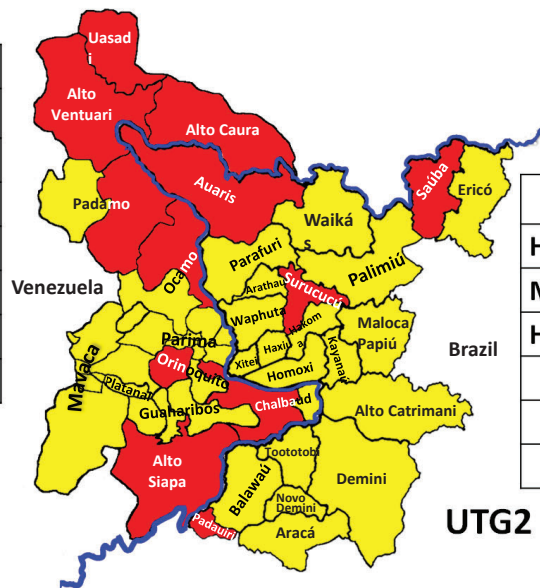 Uasad
i
Alto
Ventuari
Alto Caura
Saúba
Ericó
Auaris
Padamo
Waiká
s
Parafuri
Palimiú
Ocamo
Arathau
Surucucú
Venezuela
Waphuta
Hakom
a
Maloca
Papiú
Parima
Haxiu
Xitei
Kayanau
Brazil
Orinoquito
Homoxi
Mavaca
Platanal
Guaharibos
Chalbaud
Alto Catrimani
Alto
Siapa
Toototobi
Balawaú
Demini
Novo
Demini
Padauiri
Aracá
H
M
H
UTG2